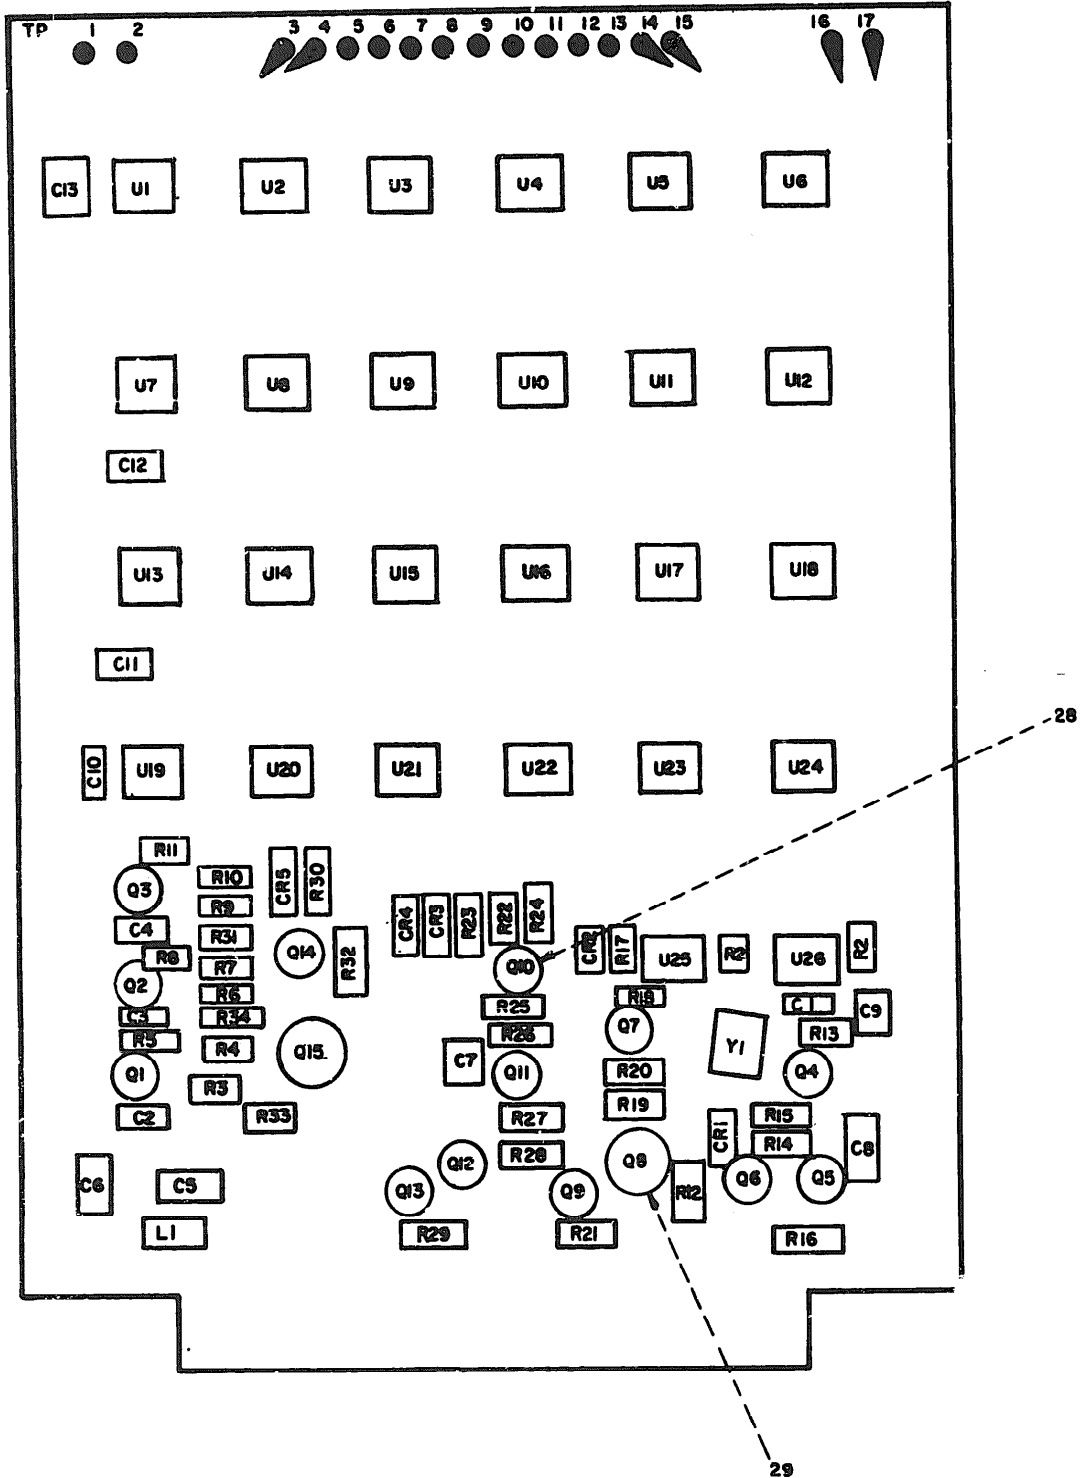 TP 1 2 3 4 5 6 7 8 9 10 11 12 13 14 15 16 17
C13 U1 U2 U3 U4 U5 U6
U7 U8 U9 U10 U11 U12
C12
U13 U14 U15 U16 U17 U18
C11
28
C10 U19 U20 U21 U22 U23 U24
R11
Q3 R10 CR5 R30
R9 CR4 CR3 R23 R22 R24
C4 R31 Q14 R32 CR2 R17 U25 R2 U26 R2
R8 R7 Q10
Q2 R6 R25 R18 C
C3 R34 R26 Q7 R13 C9
R5 R4 Q15 C7 Y1
Q1 R3 Q11 R20 Q4
C2 R33 R27 R19 CR1 R15
R28 R14 C8
C6 C5 Q13 Q12 Q9 Q8 R12 Q6 Q5
L1 R29 R21 R16
29